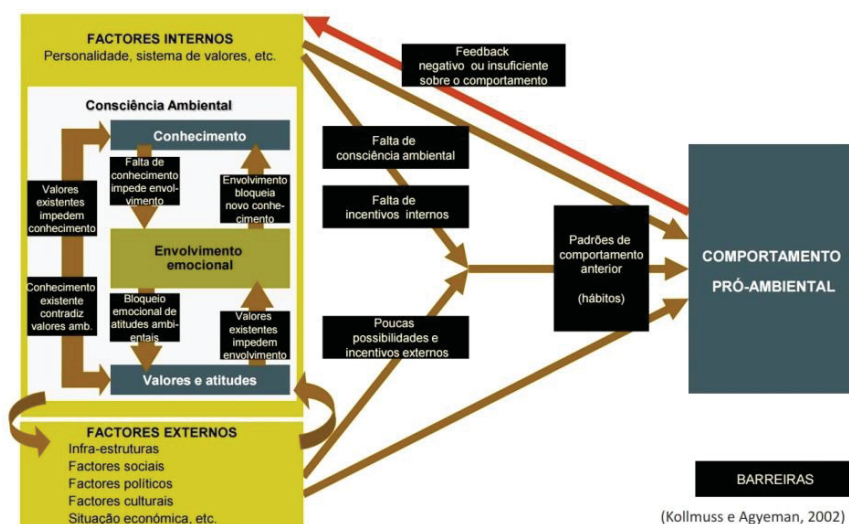 FACTORES INTERNOS
Personalidade, sistema de valores, etc.
Consciência Ambiental
Conhecimento
Falta de
conhecimento
impede envol-
vimento
Envolvimento
bloqueia
novo conhe-
cimento
Valores
existentes
impedem
conhecimento
Envolvimento
emocional
Conhecimento
existente
contradiz
valores amb.
Bloqueio
emocional de
atitudes ambi-
entais
Valores
existentes
impedem
envolvimento
Valores e atitudes
FACTORES EXTERNOS
Infra-estruturas
Factores sociais
Factores políticos
Factores culturais
Situação económica, etc.
Feedback
negativo ou insuficiente
sobre o comportamento
Falta de
consciência ambiental
Falta de
incentivos internos
Poucas
possibilidades e
incentivos externos
Padrões de
comportamento
anterior
(hábitos)
COMPORTAMENTO
PRÓ-AMBIENTAL
BARREIRAS
(Kollmuss e Agyeman, 2002)